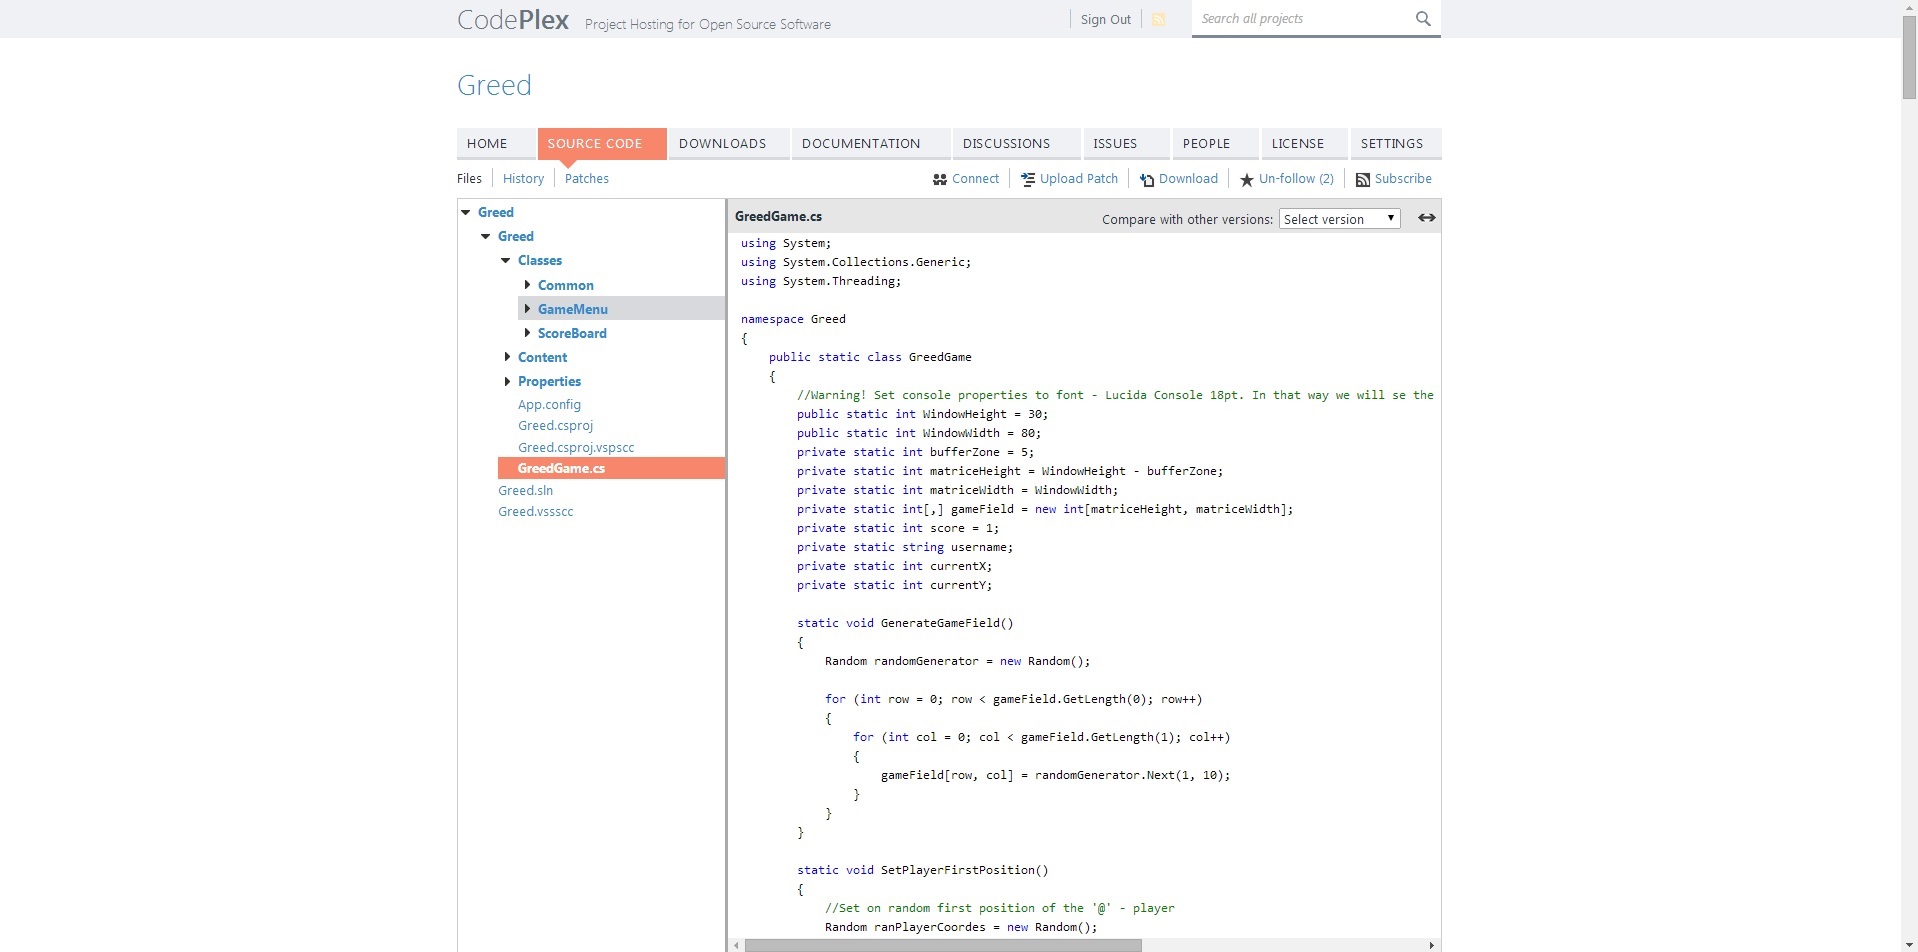 CodePlex Project Hosting for Open Source Software Sign Out Search all projects
Greed
HOME SOURCE CODE DOWNLOADS DOCUMENTATION DISCUSSIONS ISSUES PEOPLE LICENSE SETTINGS
Files History Patches Connect Upload Patch Download Un-follow (2) Subscribe
Greed
Greed
Classes
Common
GameMenu
ScoreBoard
Content
Properties
App.config
Greed.csproj
Greed.csproj.vspscc
GreedGame.cs
Greed.sln
Greed.vssscc
GreedGame.cs Compare with other versions: Select version
using System;
using System.Collections.Generic;
using System.Threading;
namespace Greed
{
public static class GreedGame
{
//Warning! Set console properties to font - Lucida Console 18pt. In that way we will se the
public static int WindowHeight = 30;
public static int WindowWidth = 80;
private static int bufferZone = 5;
private static int matriceHeight = WindowHeight - bufferZone;
private static int matriceWidth = WindowWidth;
private static int[,] gameField = new int[matriceHeight, matriceWidth];
private static int score = 1;
private static string username;
private static int currentX;
private static int currentY;
static void GenerateGameField()
{
Random randomGenerator = new Random();
for (int row = 0; row < gameField.GetLength(0); row++)
{
for (int col = 0; col < gameField.GetLength(1); col++)
{
gameField[row, col] = randomGenerator.Next(1, 10);
}
}
}
static void SetPlayerFirstPosition()
{
//Set on random first position of the '@' - player
Random ranPlayerCoordes = new Random();